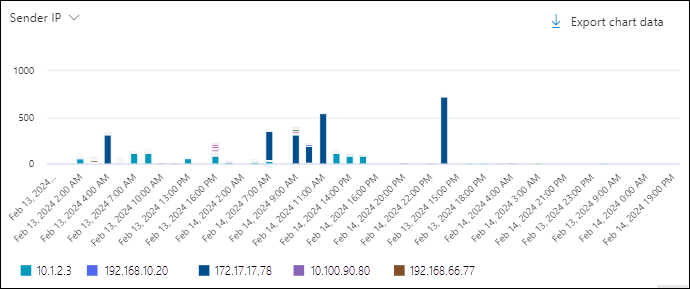 Sender IP
Export chart data
1000
500
0
Feb 13, 2024...
Feb 13, 2024 2:00 AM
Feb 13, 2024 4:00 AM
Feb 13, 2024 7:00 AM
Feb 13, 2024 10:00 AM
Feb 13, 2024 13:00 PM
Feb 13, 2024 16:00 PM
Feb 14, 2024 2:00 AM
Feb 14, 2024 7:00 AM
Feb 14, 2024 9:00 AM
Feb 14, 2024 11:00 AM
Feb 14, 2024 14:00 PM
Feb 14, 2024 16:00 PM
Feb 14, 2024 20:00 PM
Feb 14, 2024 22:00 PM
Feb 13, 2024 15:00 PM
Feb 13, 2024 18:00 PM
Feb 14, 2024 4:00 AM
Feb 14, 2024 3:00 AM
Feb 14, 2024 21:00 PM
Feb 13, 2024 23:00 PM
Feb 13, 2024 9:00 AM
Feb 14, 2024 0:00 AM
Feb 14, 2024 19:00 PM
10.1.2.3 192.168.10.20 172.17.17.78 10.100.90.80 192.168.66.77